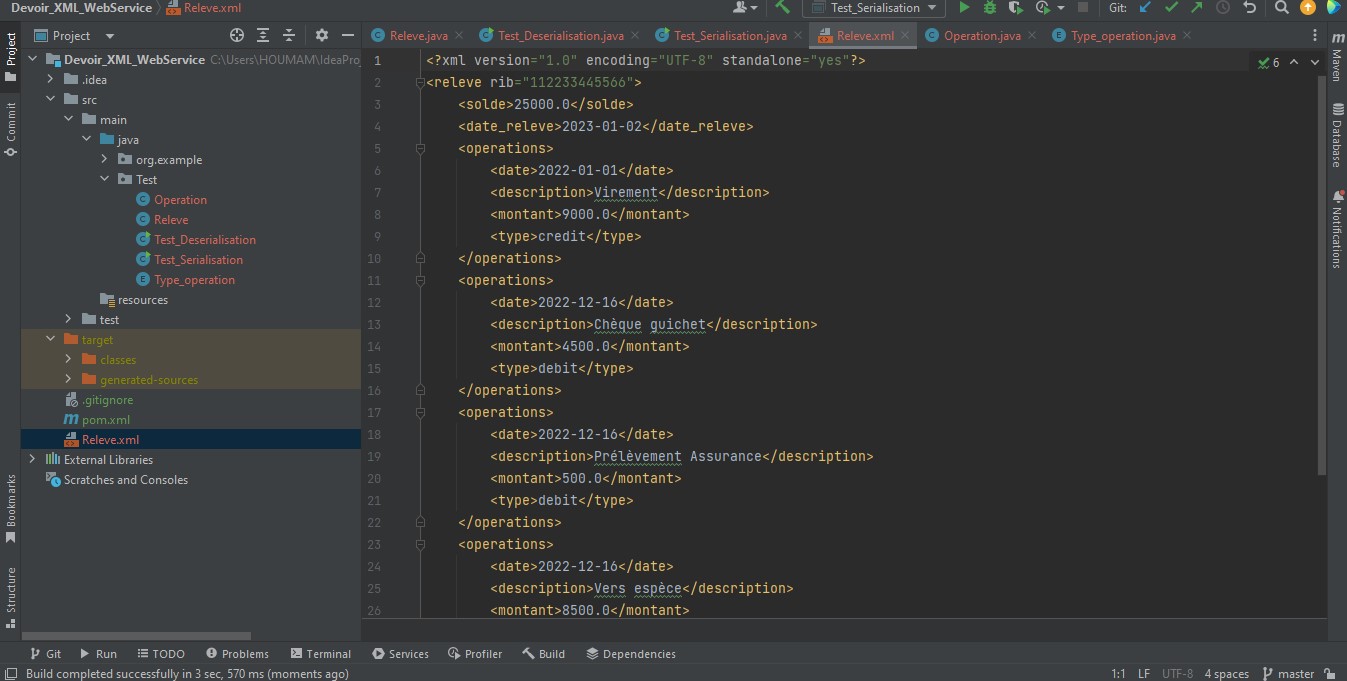 Devoir_XML_WebService Releve.xml Test_Serialisation Git:
Project
Releve.java Test_Deserialisation.java Test_Serialisation.java Releve.xml Operation.java Type_operation.java
Devoir_XML_WebService C:\Users\HOUMAM\IdeaProj
.idea
src
main
java
org.example
Test
Operation
Releve
Test_Deserialisation
Test_Serialisation
Type_operation
resources
test
target
classes
generated-sources
.gitignore
pom.xml
Releve.xml
External Libraries
Scratches and Consoles
Project
Commit
Bookmarks
Structure
1 <?xml version="1.0" encoding="UTF-8" standalone="yes"?>
2 <releve rib="112233445566">
3 <solde>25000.0</solde>
4 <date_releve>2023-01-02</date_releve>
5 <operations>
6 <date>2022-01-01</date>
7 <description>Virement</description>
8 <montant>9000.0</montant>
9 <type>credit</type>
10 </operations>
11 <operations>
12 <date>2022-12-16</date>
13 <description>Chèque guichet</description>
14 <montant>4500.0</montant>
15 <type>debit</type>
16 </operations>
17 <operations>
18 <date>2022-12-16</date>
19 <description>Prélèvement Assurance</description>
20 <montant>500.0</montant>
21 <type>debit</type>
22 </operations>
23 <operations>
24 <date>2022-12-16</date>
25 <description>Vers espèce</description>
26 <montant>8500.0</montant>
6
Maven
Database
Notifications
Git Run TODO Problems Terminal Services Profiler Build Dependencies
Build completed successfully in 3 sec, 570 ms (moments ago) 1:1 LF UTF-8 4 spaces master